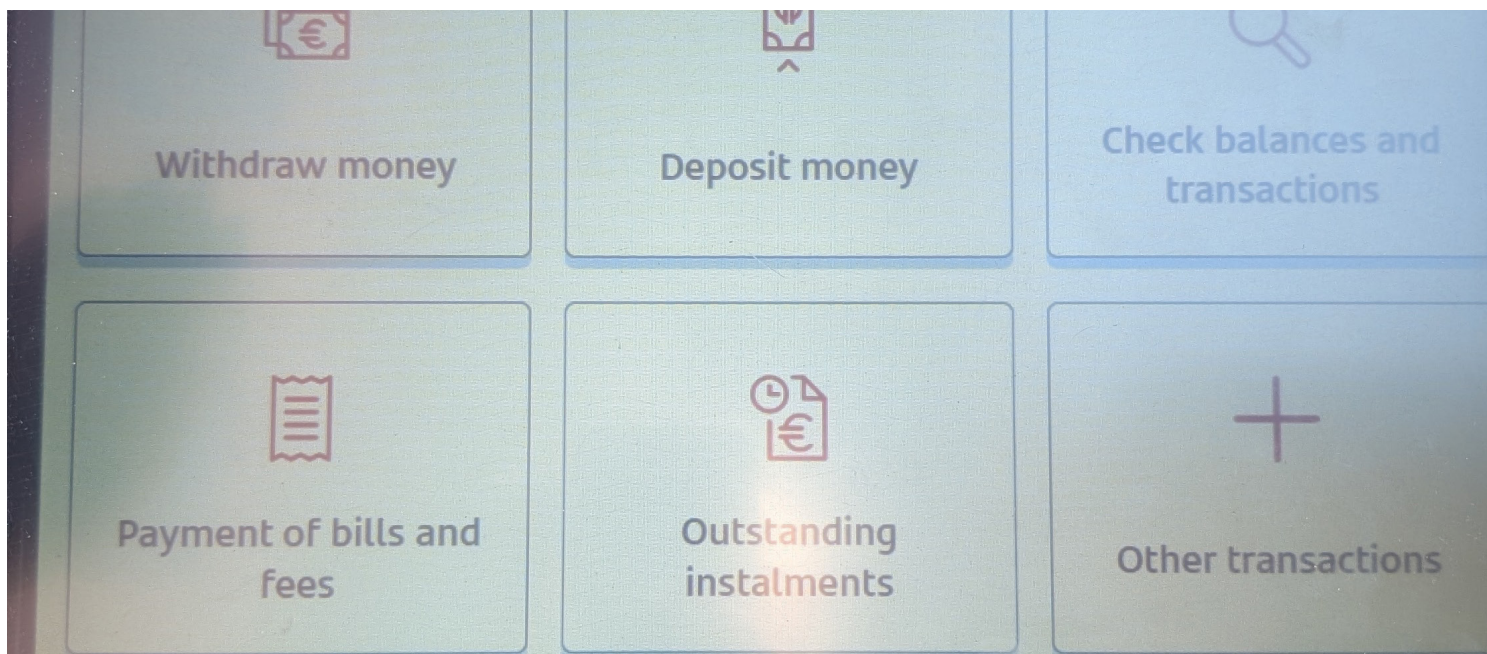 Withdraw money
Deposit money
Check balances and
transactions
Payment of bills and
fees
Outstanding
instalments
Other transactions